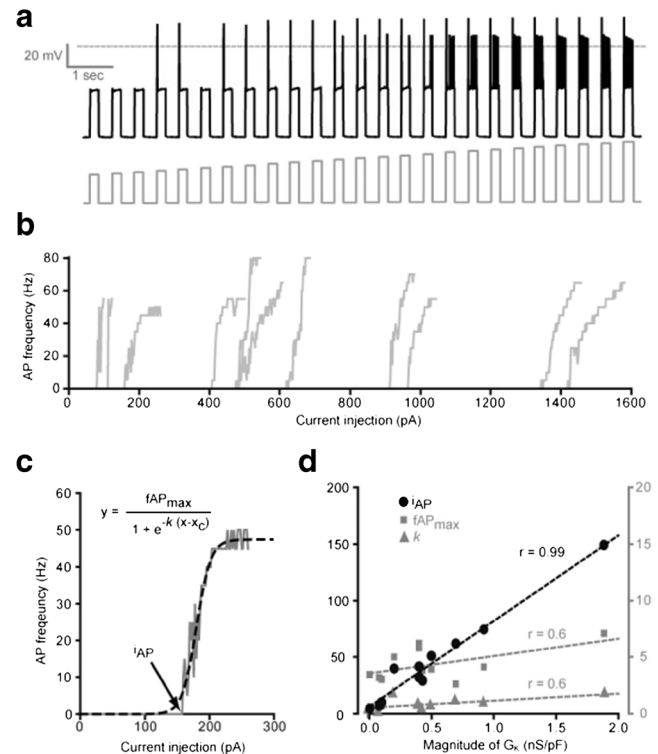 a
20 mV
1 sec
b
AP frequency (Hz)
80
60
40
20
0
0 200 400 600 800 1000 1200 1400 1600
Current injection (pA)
c
AP freqeuncy (Hz)
60
50
40
30
20
10
0
y = fAPmax / 1 + e-k (x-xC)
iAP
0 100 200 300
Current injection (pA)
d
200
150
100
50
0
iAP
fAPmax
k
r = 0.99
r = 0.6
r = 0.6
20
15
10
5
0
0.0 0.5 1.0 1.5 2.0
Magnitude of GK (nS/pF)